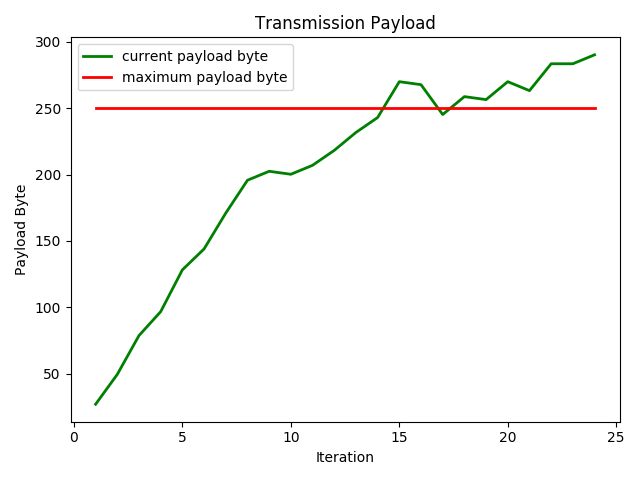 Transmission Payload
300
250
200
150
100
50
0
5
10
15
20
25
Payload Byte
Iteration
current payload byte
maximum payload byte